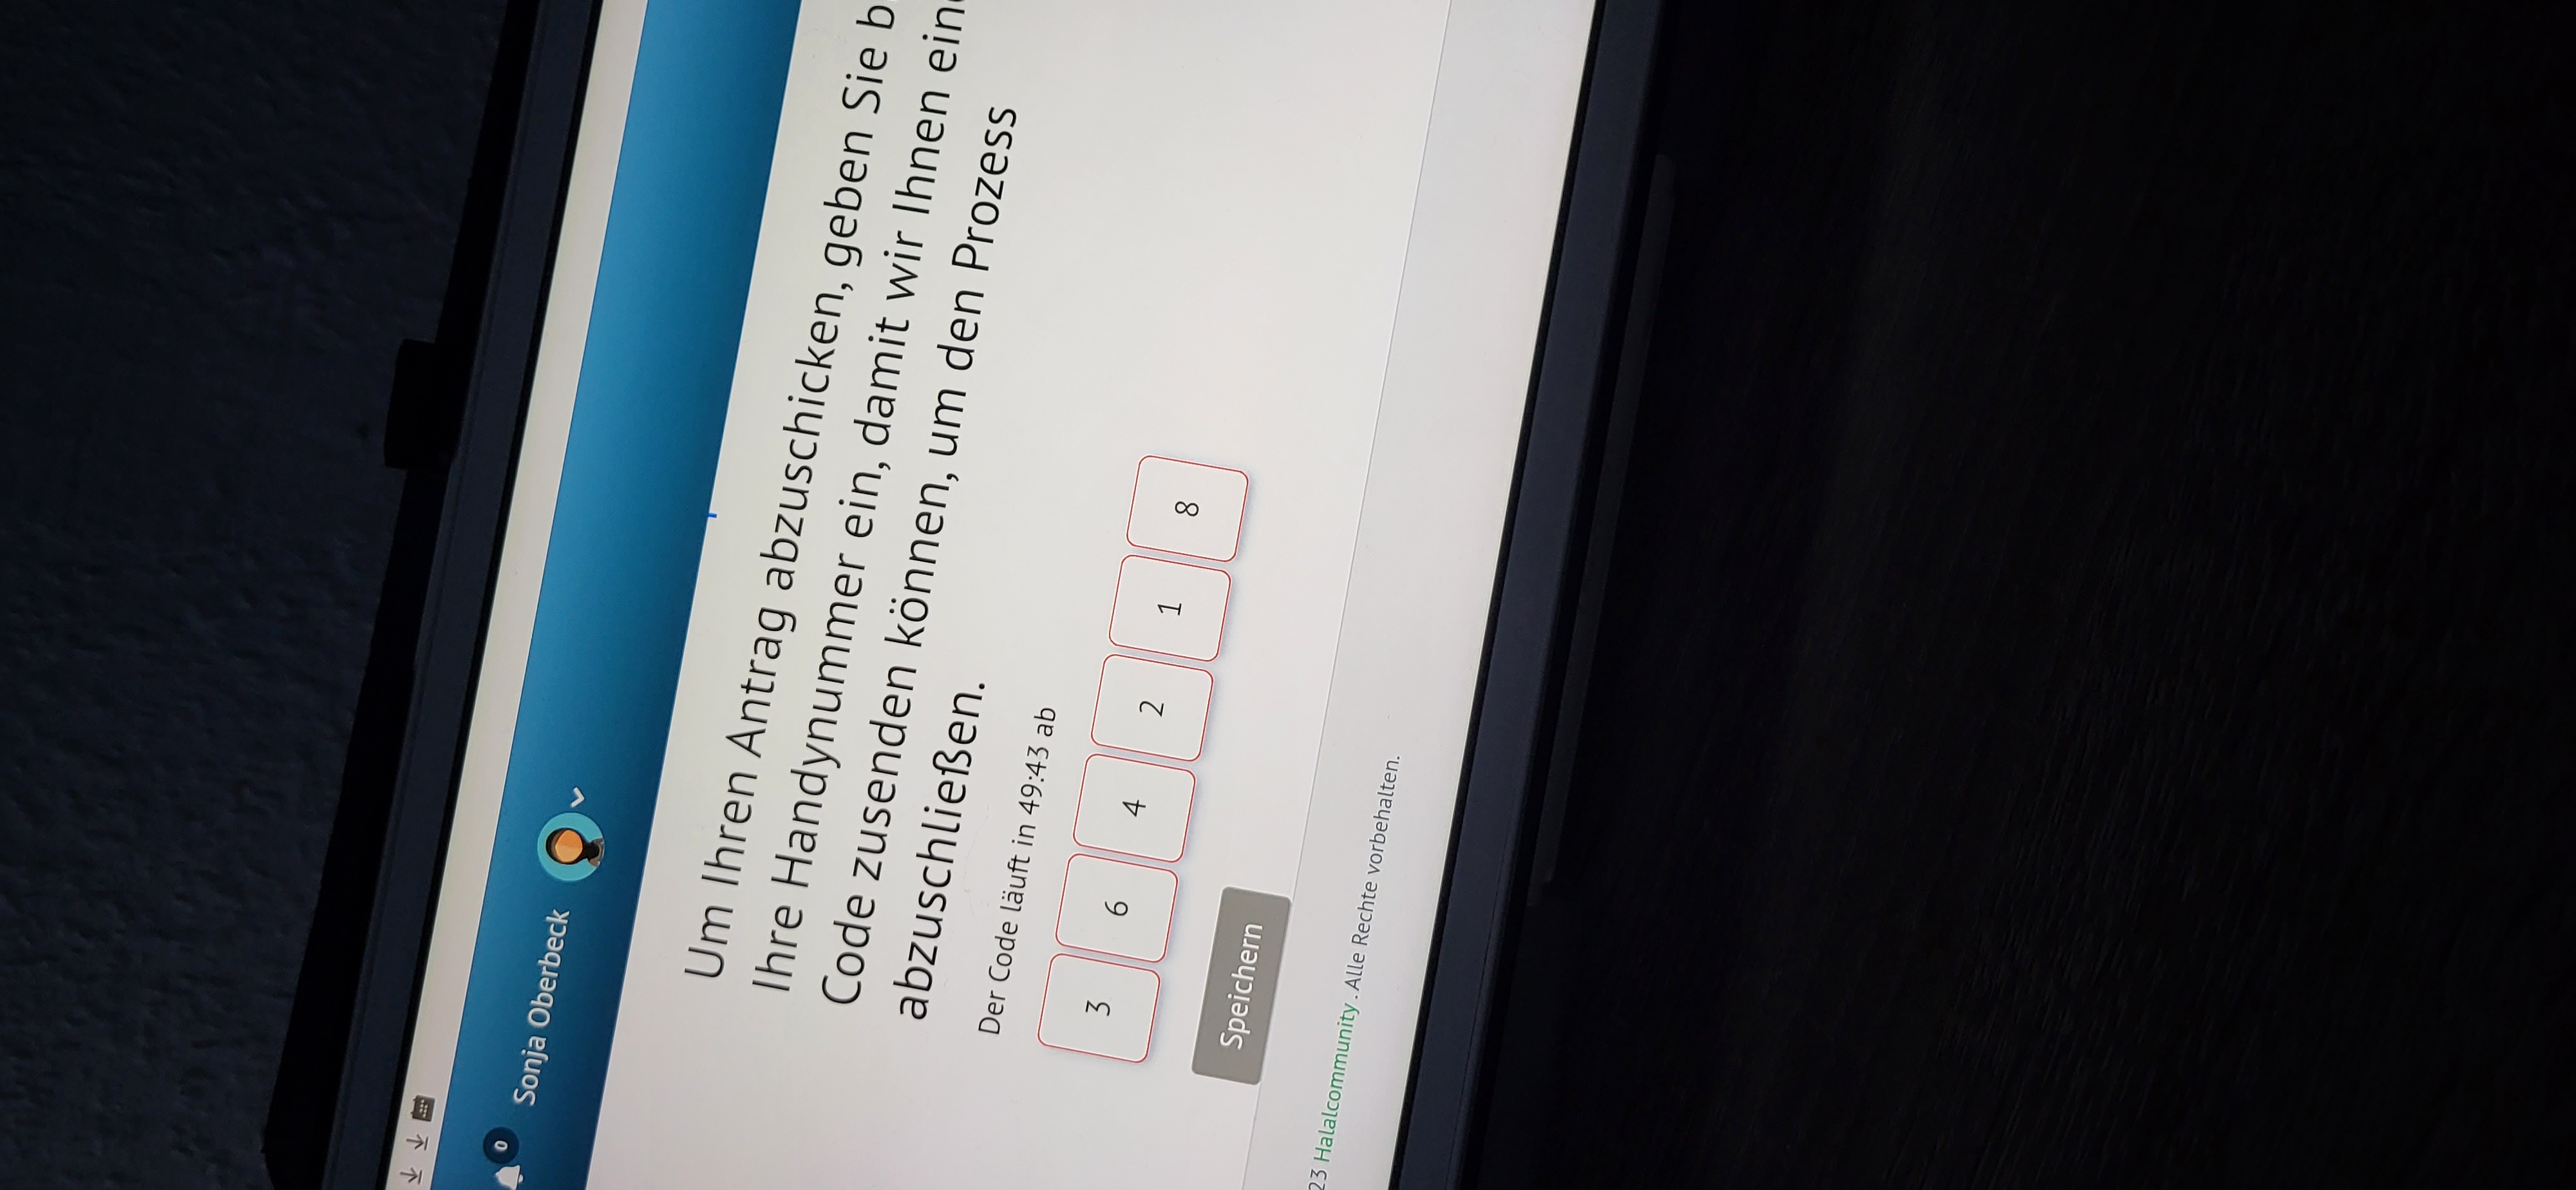 0 Sonja Oberbeck
Um Ihren Antrag abzuschicken, geben Sie
Ihre Handynummer ein, damit wir Ihnen
Code zusenden können, um den Prozess
abzuschließen.
Der Code läuft in 49:43 ab
3 6 4 2 1 8
Speichern
23 Halalcommunity. Alle Rechte vorbehalten.